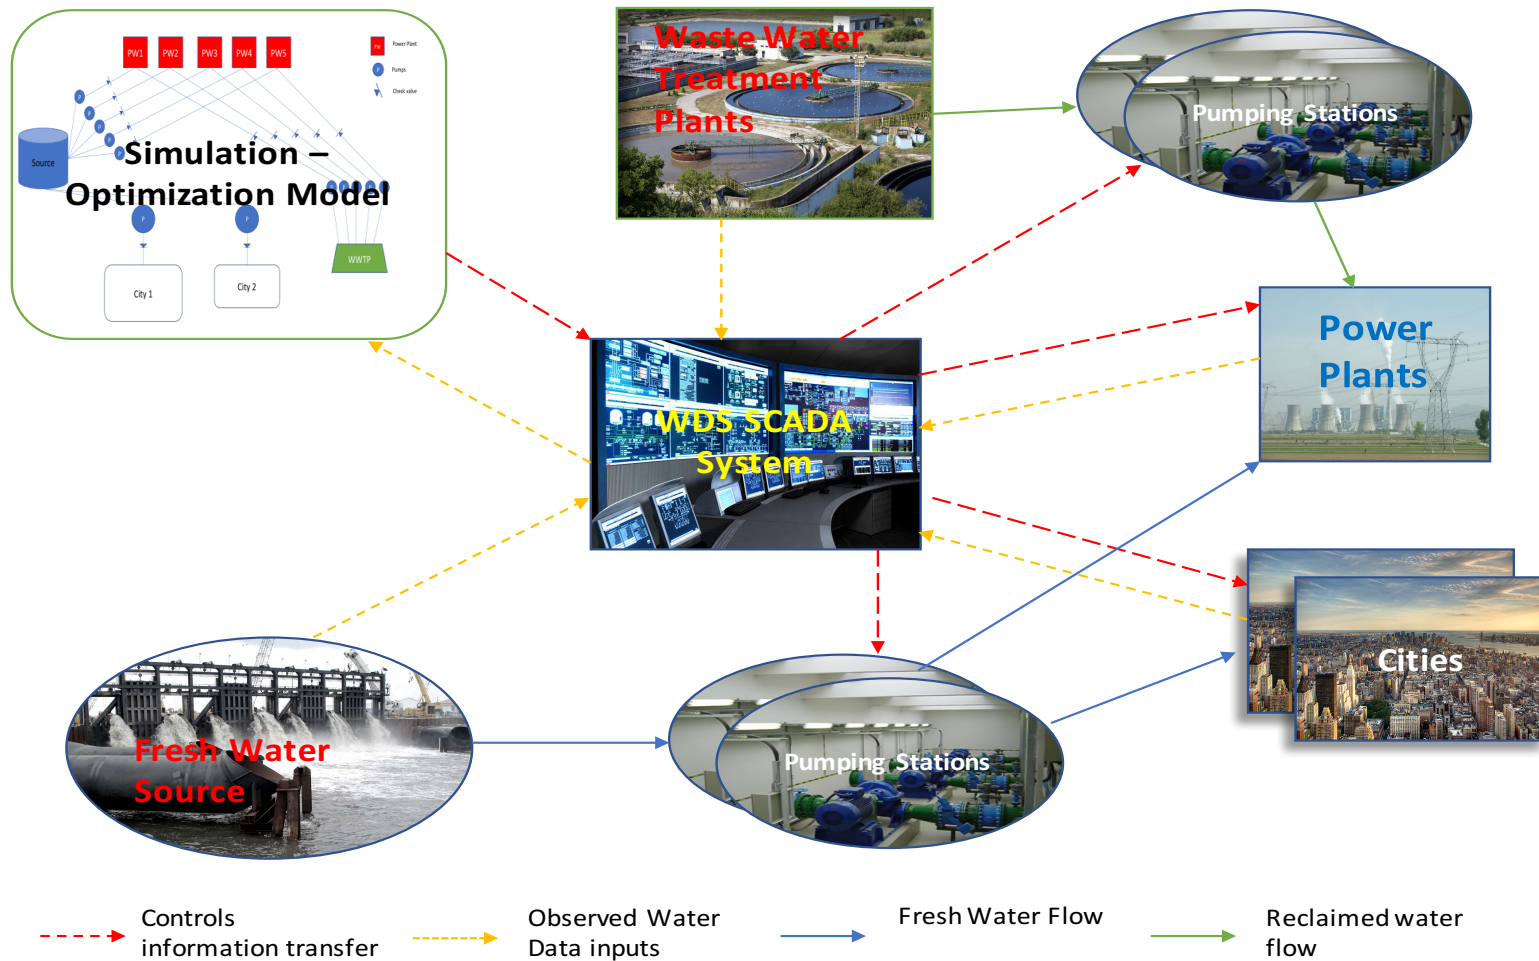 PW1 PW2 PW3 PW4 PW5
PW Power Plant
P Pumps
Check valve
P
P
P
P
P
Source
Simulation –
Optimization Model
P P
City 1
City 2
WWTP
Waste Water
Treatment
Plants
Pumping Stations
Power
Plants
WDS SCADA
System
Cities
Fresh Water
Source
Pumping Stations
Controls
information transfer
Observed Water
Data inputs
Fresh Water Flow
Reclaimed water
flow